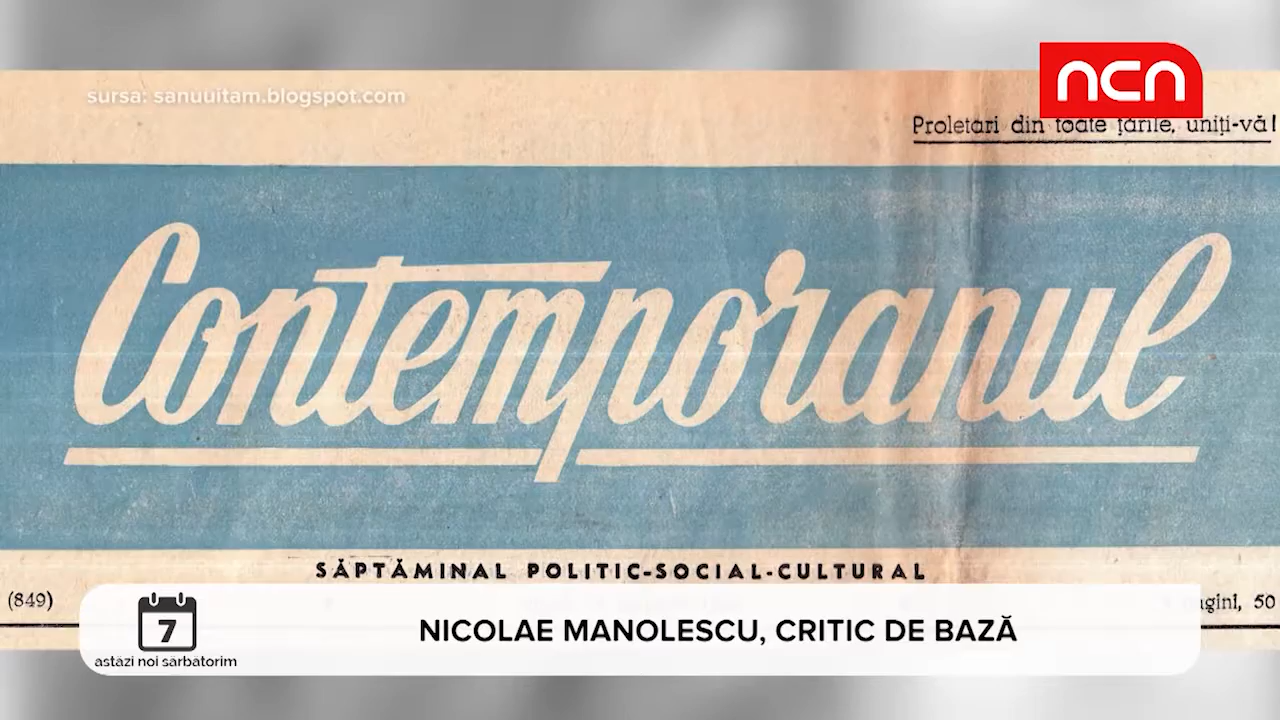 ncn
sursa: sanuuitam.blogspot.com
Proletari din toate țările, uniți-vă!
Contemporanul
SĂPTĂMINAL POLITIC-SOCIAL-CULTURAL
(849)
50
7
NICOLAE MANOLESCU, CRITIC DE BAZĂ
astăzi noi sărbătorim